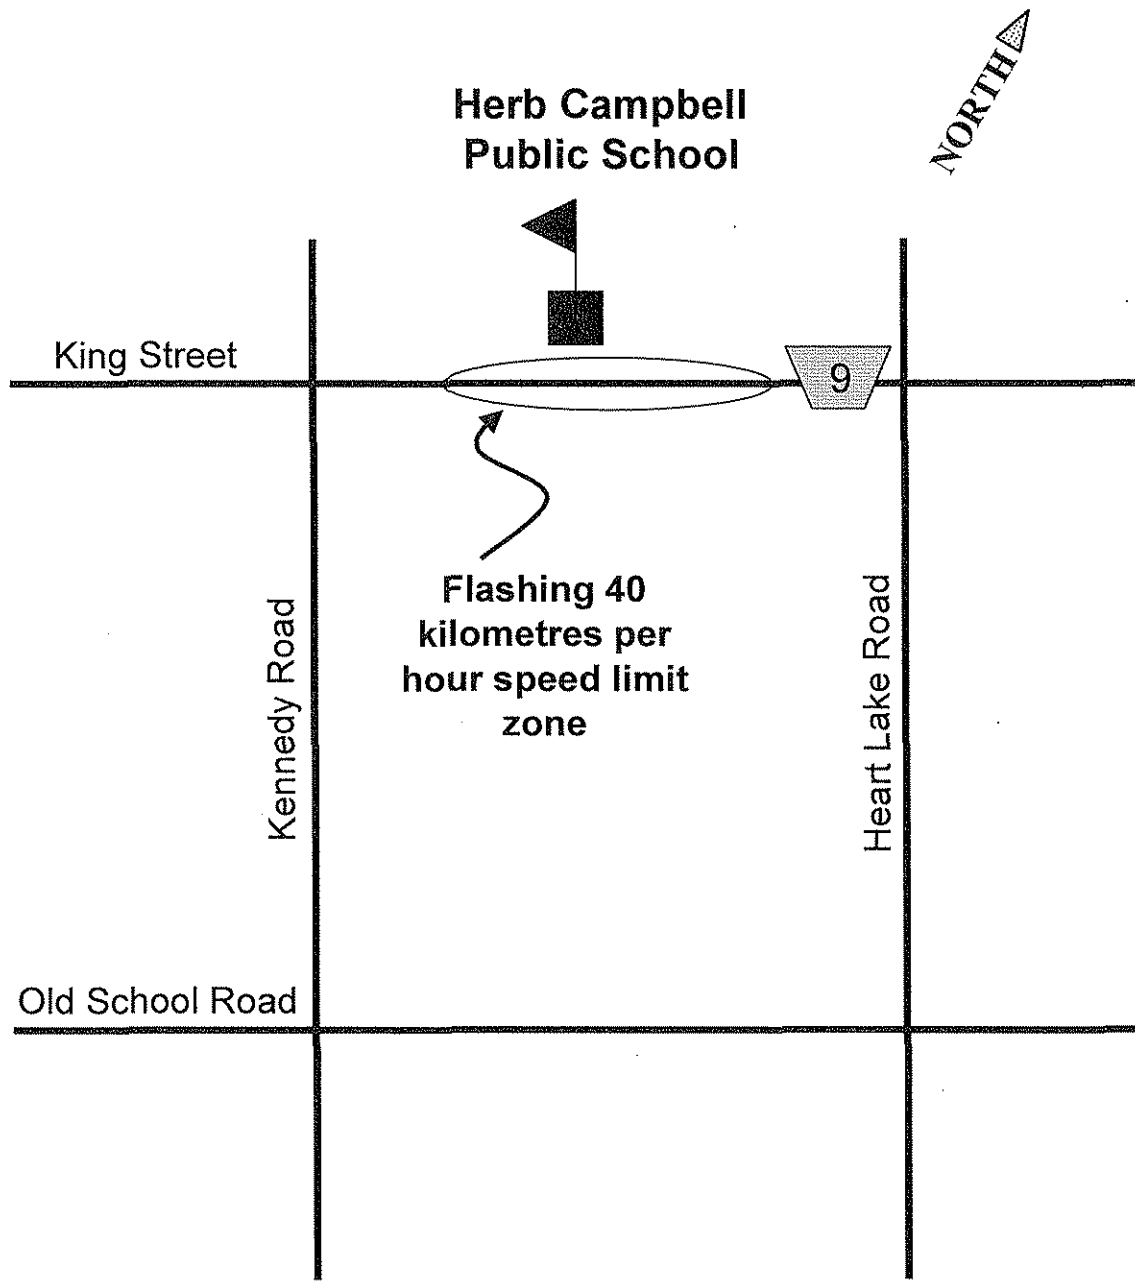 NORTH
Herb Campbell
Public School
King Street
9
Flashing 40
kilometres per
hour speed limit
zone
Kennedy Road
Heart Lake Road
Old School Road